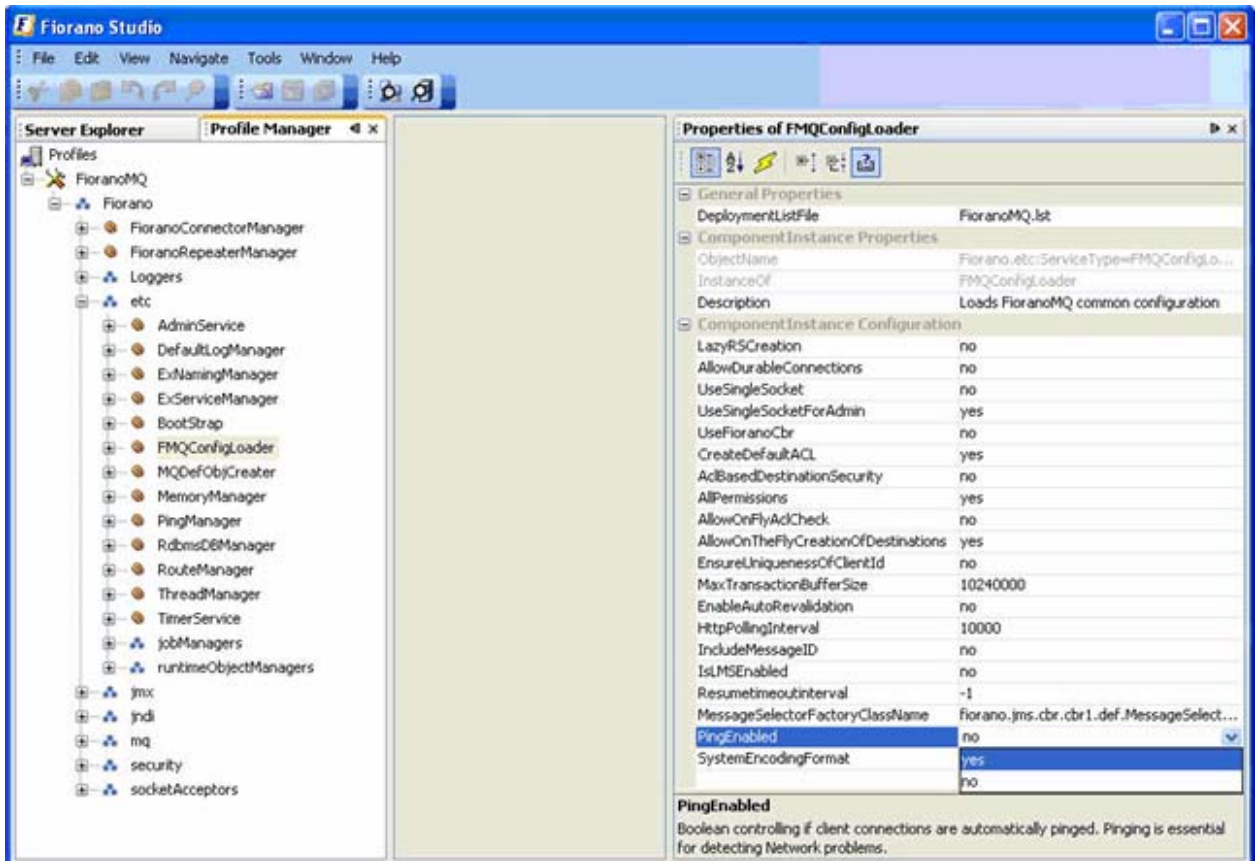 Fiorano Studio
File Edit View Navigate Tools Window Help
Server Explorer Profile Manager
Profiles
FioranoMQ
Fiorano
FioranoConnectorManager
FioranoRepeaterManager
Loggers
etc
AdminService
DefaultLogManager
ExNamingManager
ExServiceManager
BootStrap
FMQConfigLoader
MQDefObjCreater
MemoryManager
PingManager
RdbmsDBManager
RouteManager
ThreadManager
TimerService
jobManagers
runtimeObjectManagers
jmx
jndi
mq
security
socketAcceptors
Properties of FMQConfigLoader
General Properties
DeploymentListFile FioranoMQ.lst
ComponentInstance Properties
ObjectName Fiorano.etc:ServiceType=FMQConfigLo...
InstanceOf FMQConfigLoader
Description Loads FioranoMQ common configuration
ComponentInstance Configuration
LazyRSCreation no
AllowDurableConnections no
UseSingleSocket no
UseSingleSocketForAdmin yes
UseFioranoCbr no
CreateDefaultACL yes
AclBasedDestinationSecurity no
AllPermissions yes
AllowOnFlyAclCheck no
AllowOnTheFlyCreationOfDestinations yes
EnsureUniquenessOfClientId no
MaxTransactionBufferSize 10240000
EnableAutoRevalidation no
HttpPollingInterval 10000
IncludeMessageID no
IsLMSEnabled no
Resumetimeoutinterval -1
MessageSelectorFactoryClassName fiorano.jms.cbr.cbr1.def.MessageSelect...
PingEnabled no
SystemEncodingFormat yes
no
PingEnabled
Boolean controlling if client connections are automatically pinged. Pinging is essential
for detecting Network problems.